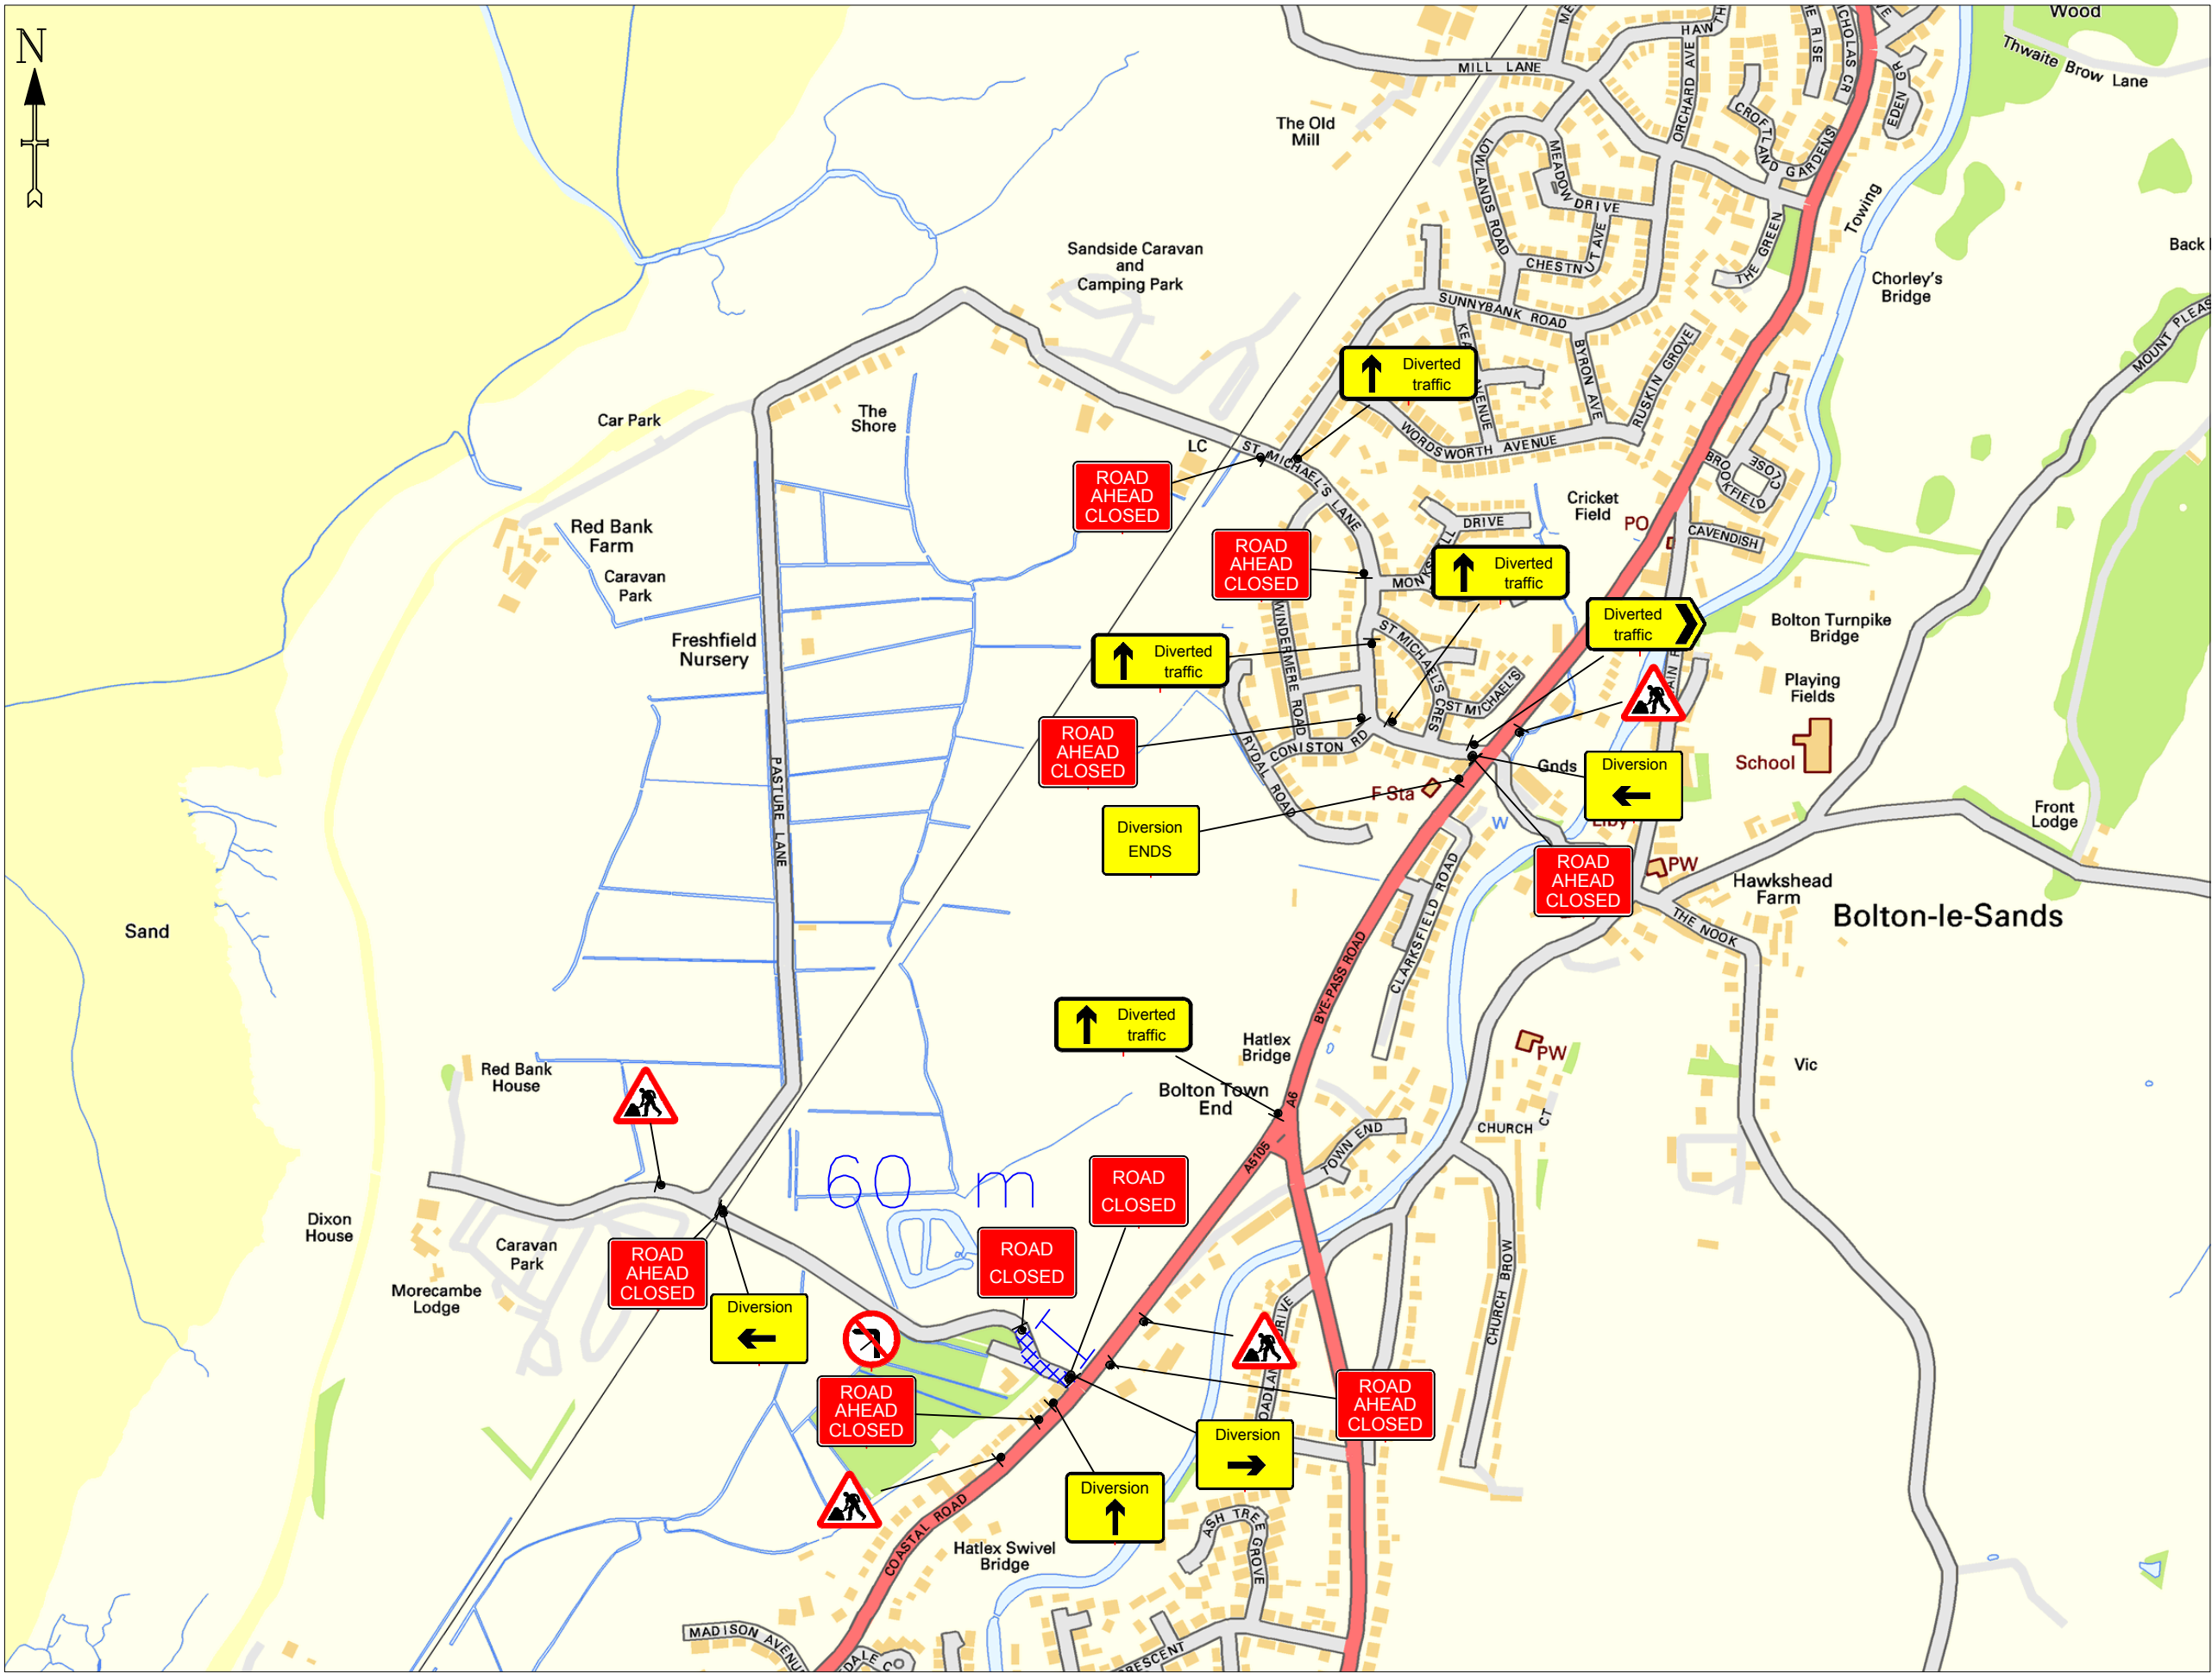 N
Wood
Thwaite Brow Lane
HAW TH
MILL LANE
ORCHARD AVE
EDEN GR
The Old
Mill
CROFTLAND GARDENS
LOWLANDS ROAD
MEADOW DRIVE
Towing
THE GREEN
CHESTNUT AVE
Back
Sandside Caravan
and
Camping Park
Chorley's
Bridge
SUNNYBANK ROAD
MOUNT PLEAS
BYRON AVE
RUSKIN GROVE
Diverted
traffic
Car Park
The
Shore
WORDSWORTH AVENUE
LC
ST MICHAEL'S LANE
ROAD
AHEAD
CLOSED
BROOKFIELD CLOSE
Cricket
Field
PO
DRIVE
CAVENDISH
Red Bank
Farm
Caravan
Park
ROAD
AHEAD
CLOSED
Diverted
traffic
Diverted
traffic
Bolton Turnpike
Bridge
Freshfield
Nursery
WINDERMERE ROAD
ST MICHAEL'S CRES
ST MICHAEL'S
Diverted
traffic
Playing
Fields
ROAD
AHEAD
CLOSED
CONISTON RD
RYDAL ROAD
School
Gnds
Diversion
F Sta
W
PASTURE LANE
Diversion
ENDS
Front
Lodge
ROAD
AHEAD
CLOSED
PW
Hawkshead
Farm
Bolton-le-Sands
THE NOOK
CLARKSFIELD ROAD
Sand
BYE-PASS ROAD
Diverted
traffic
Hatlex
Bridge
PW
Vic
Red Bank
House
Bolton Town
End
A6
CHURCH CT
TOWN END
A5105
60 m
ROAD
CLOSED
Dixon
House
Caravan
Park
ROAD
CLOSED
ROAD
AHEAD
CLOSED
Morecambe
Lodge
Diversion
CHURCH BROW
ROAD
AHEAD
CLOSED
ROAD
AHEAD
CLOSED
Diversion
Diversion
COASTAL ROAD
Hatlex Swivel
Bridge
ASH TREE GROVE
MADISON AVENU